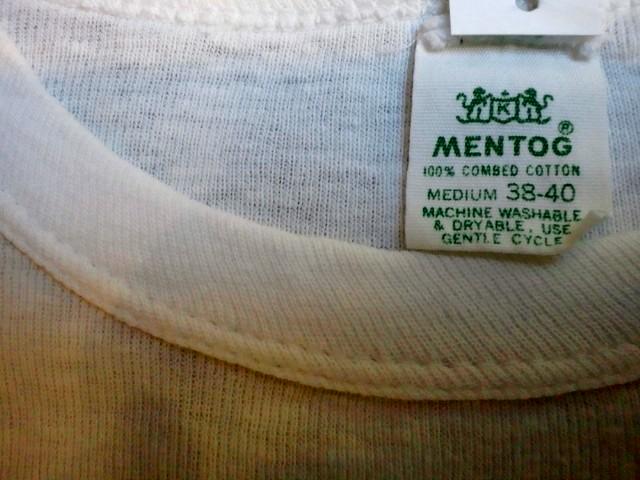 K
MENTOG®
100% COMBED COTTON
MEDIUM 38-40
MACHINE WASHABLE
& DRYABLE, USE
GENTLE CYCLE